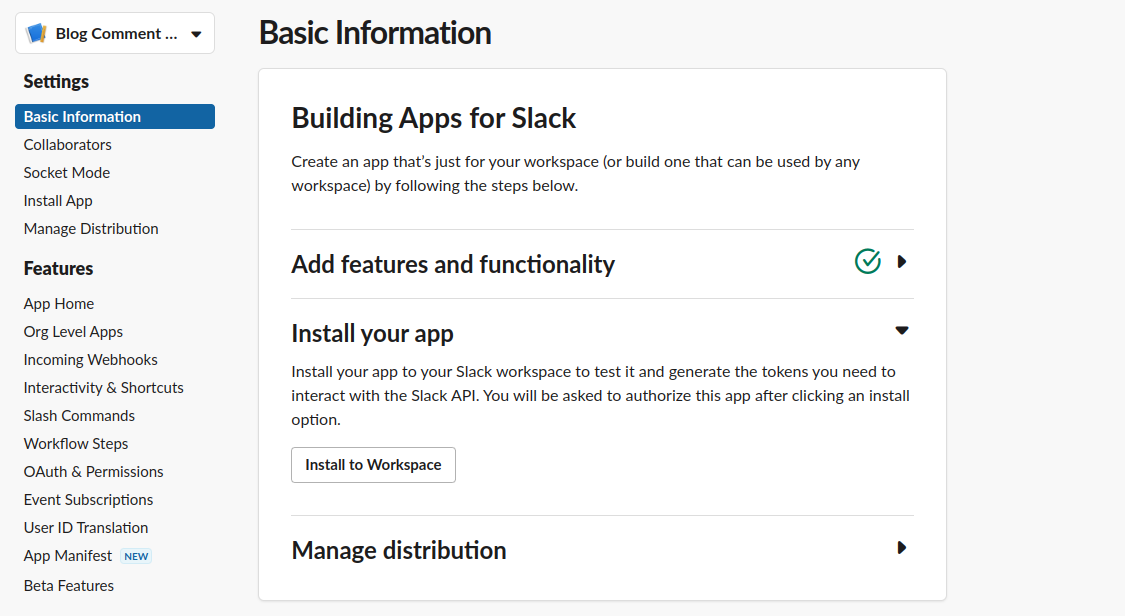 Blog Comment ...
Settings
Basic Information
Collaborators
Socket Mode
Install App
Manage Distribution
Features
App Home
Org Level Apps
Incoming Webhooks
Interactivity & Shortcuts
Slash Commands
Workflow Steps
OAuth & Permissions
Event Subscriptions
User ID Translation
App Manifest NEW
Beta Features
Basic Information
Building Apps for Slack
Create an app that’s just for your workspace (or build one that can be used by any
workspace) by following the steps below.
Add features and functionality
Install your app
Install your app to your Slack workspace to test it and generate the tokens you need to
interact with the Slack API. You will be asked to authorize this app after clicking an install
option.
Install to Workspace
Manage distribution